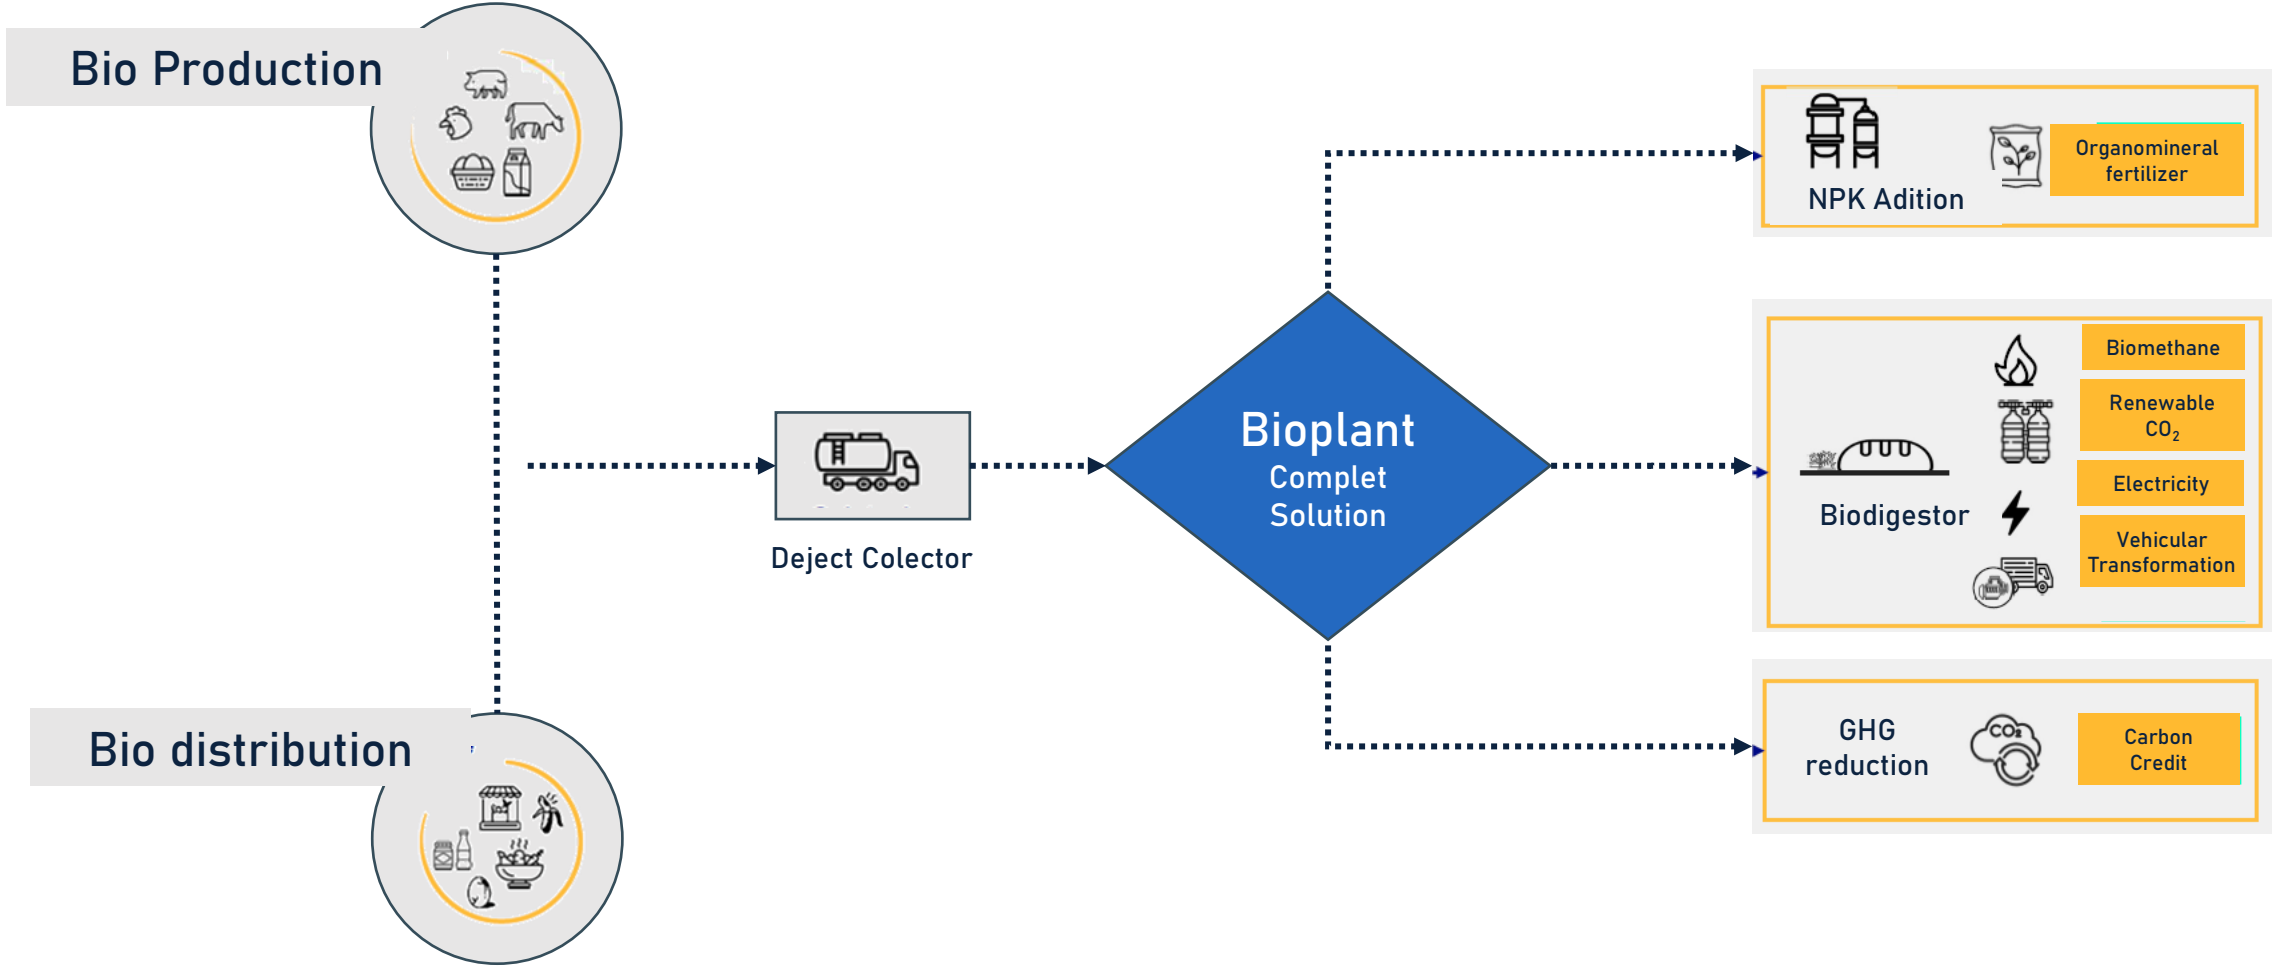 Bio Production
Bio distribution
Deject Colector
Bioplant
Complet
Solution
NPK Adition
Organomineral
fertilizer
Biodigestor
Biomethane
Renewable
CO₂
Electricity
Vehicular
Transformation
GHG
reduction
CO₂
Carbon
Credit